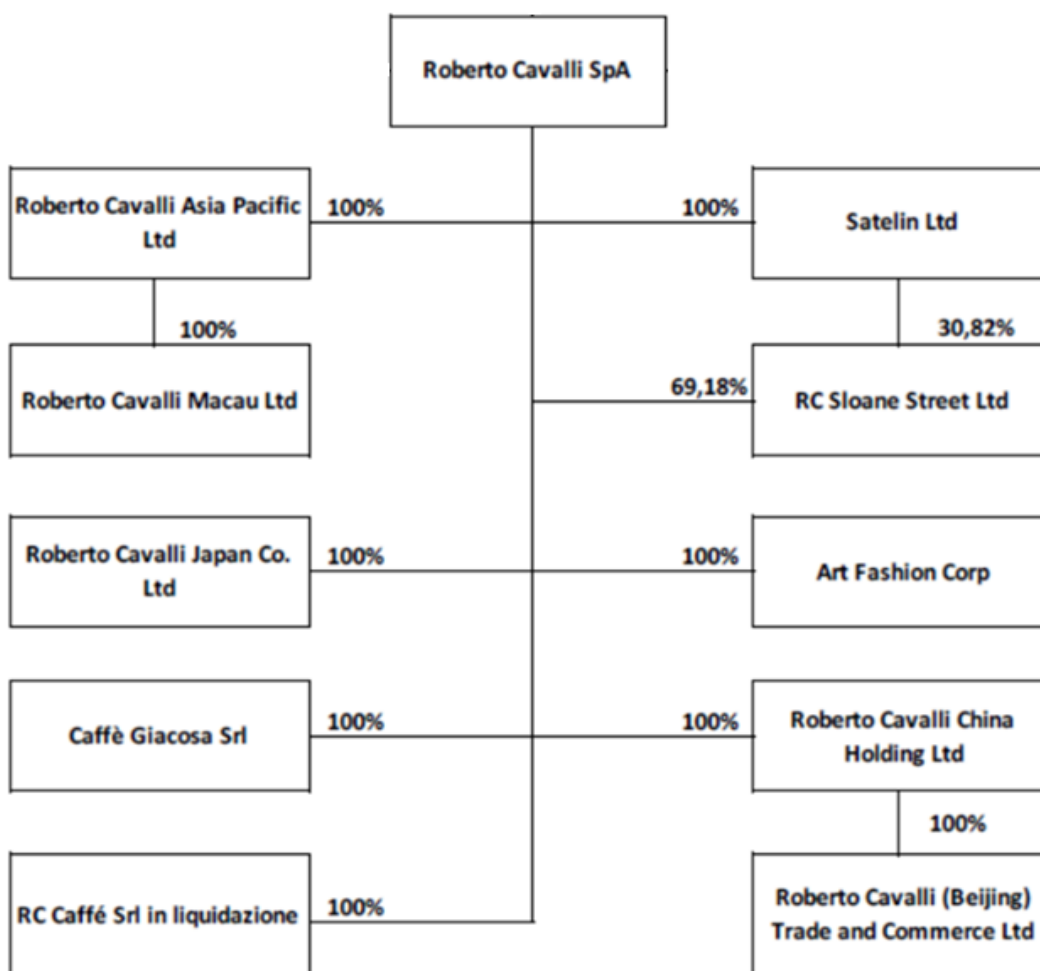 Roberto Cavalli SpA
Roberto Cavalli Asia Pacific
Ltd
100%
100%
Satelin Ltd
100%
30,82%
Roberto Cavalli Macau Ltd
69,18%
RC Sloane Street Ltd
Roberto Cavalli Japan Co.
Ltd
100%
100%
Art Fashion Corp
Caffè Giacosa Srl
100%
100%
Roberto Cavalli China
Holding Ltd
100%
RC Caffé Srl in liquidazione
100%
Roberto Cavalli (Beijing)
Trade and Commerce Ltd